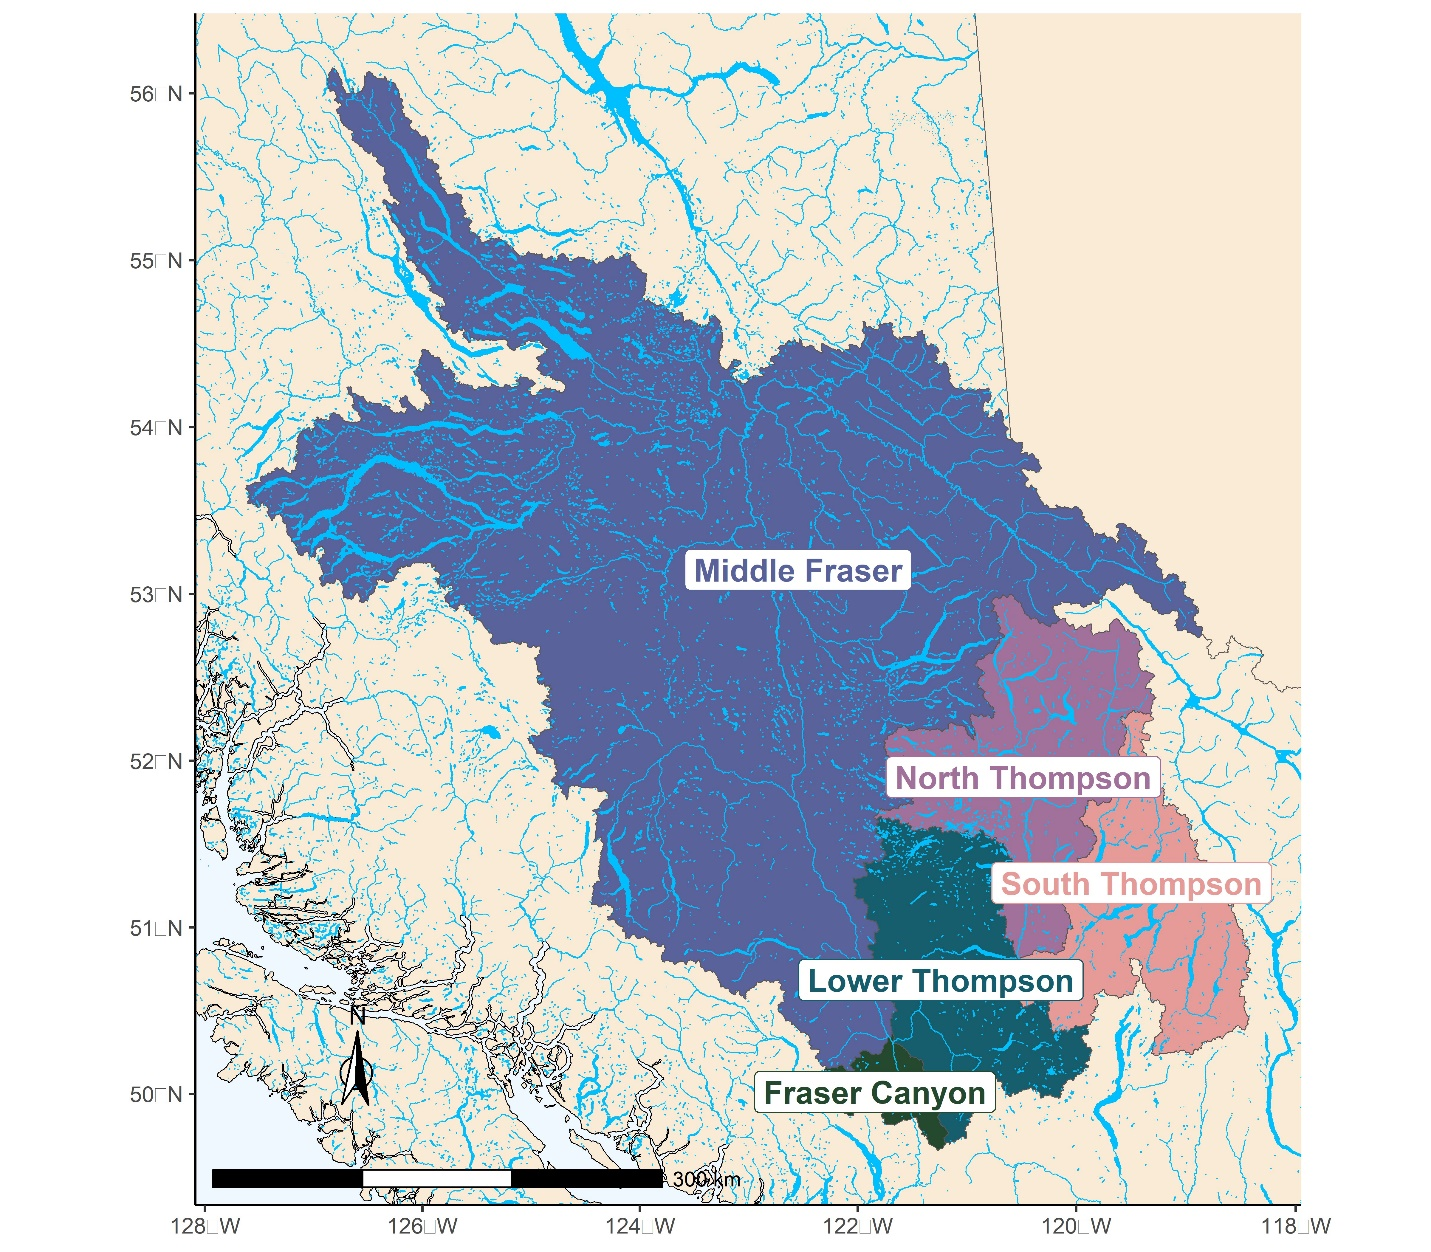 56□N
55□N
54□N
Middle Fraser
53□N
52□N
North Thompson
South Thompson
51□N
Lower Thompson
N
Fraser Canyon
50□N
300 km
128□W
126□W
124□W
122□W
120□W
118□W